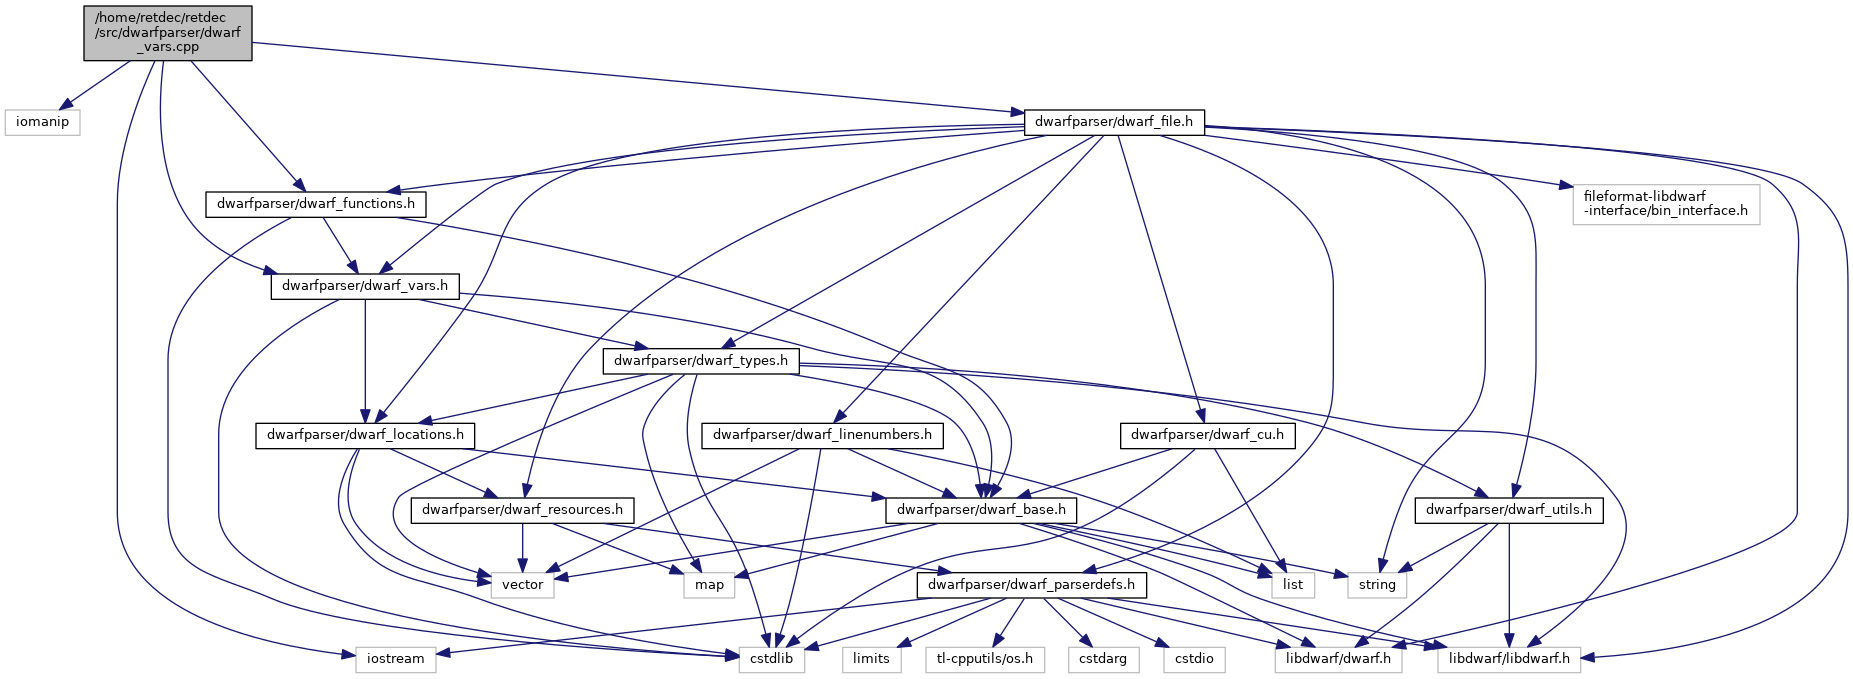 /home/retdec/retdec
/src/dwarfparser/dwarf
_vars.cpp
iomanip
dwarfparser/dwarf_file.h
dwarfparser/dwarf_functions.h
fileformat-libdwarf
-interface/bin_interface.h
dwarfparser/dwarf_vars.h
dwarfparser/dwarf_types.h
dwarfparser/dwarf_locations.h
dwarfparser/dwarf_linenumbers.h
dwarfparser/dwarf_cu.h
dwarfparser/dwarf_resources.h
dwarfparser/dwarf_base.h
dwarfparser/dwarf_utils.h
vector
map
dwarfparser/dwarf_parserdefs.h
list
string
iostream
cstdlib
limits
tl-cpputils/os.h
cstdarg
cstdio
libdwarf/dwarf.h
libdwarf/libdwarf.h